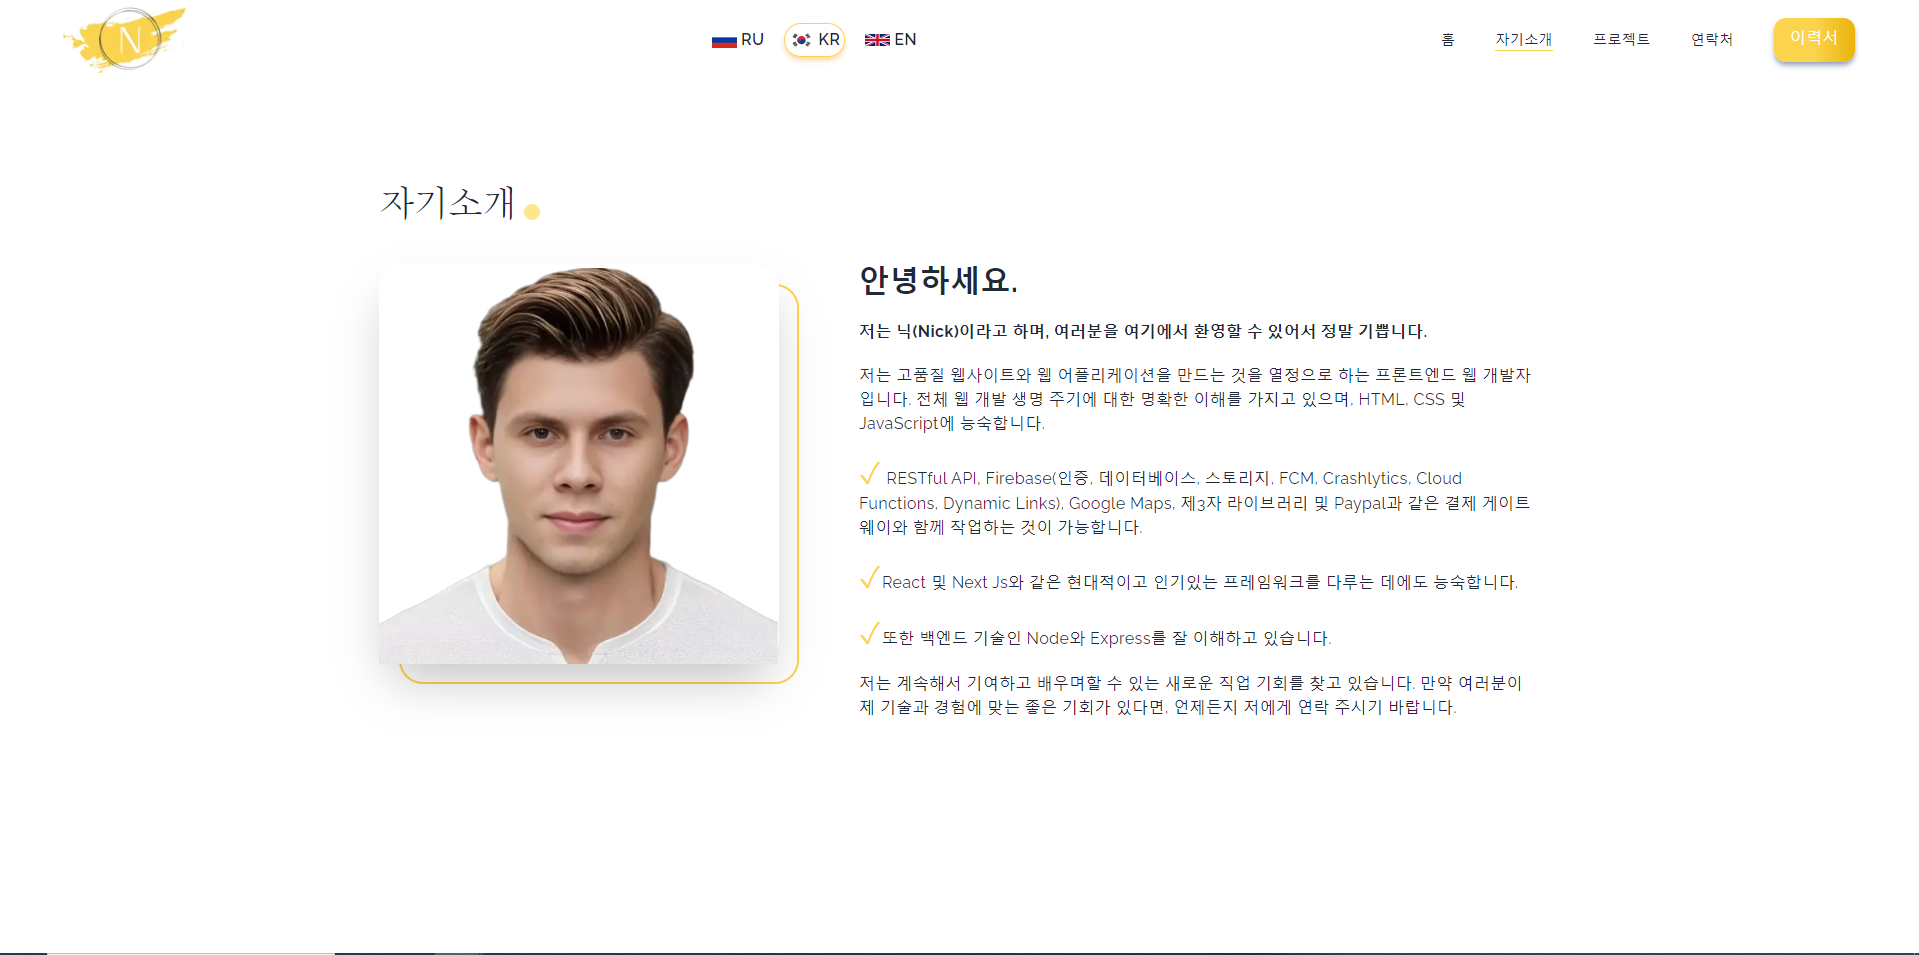 N
RU
KR
EN
홈
자기소개
프로젝트
연락처
이력서
자기소개
안녕하세요.
저는 닉(Nick)이라고 하며, 여러분을 여기에서 환영할 수 있어서 정말 기쁩니다.
저는 고품질 웹사이트와 웹 어플리케이션을 만드는 것을 열정으로 하는 프론트엔드 웹 개발자
입니다. 전체 웹 개발 생명 주기에 대한 명확한 이해를 가지고 있으며, HTML, CSS 및
JavaScript에 능숙합니다.
✓ RESTful API, Firebase(인증, 데이터베이스, 스토리지, FCM, Crashlytics, Cloud
Functions, Dynamic Links), Google Maps, 제3자 라이브러리 및 Paypal과 같은 결제 게이트
웨이와 함께 작업하는 것이 가능합니다.
✓ React 및 Next Js와 같은 현대적이고 인기있는 프레임워크를 다루는 데에도 능숙합니다.
✓ 또한 백엔드 기술인 Node와 Express를 잘 이해하고 있습니다.
저는 계속해서 기여하고 배우며할 수 있는 새로운 직업 기회를 찾고 있습니다. 만약 여러분이
제 기술과 경험에 맞는 좋은 기회가 있다면, 언제든지 저에게 연락 주시기 바랍니다.